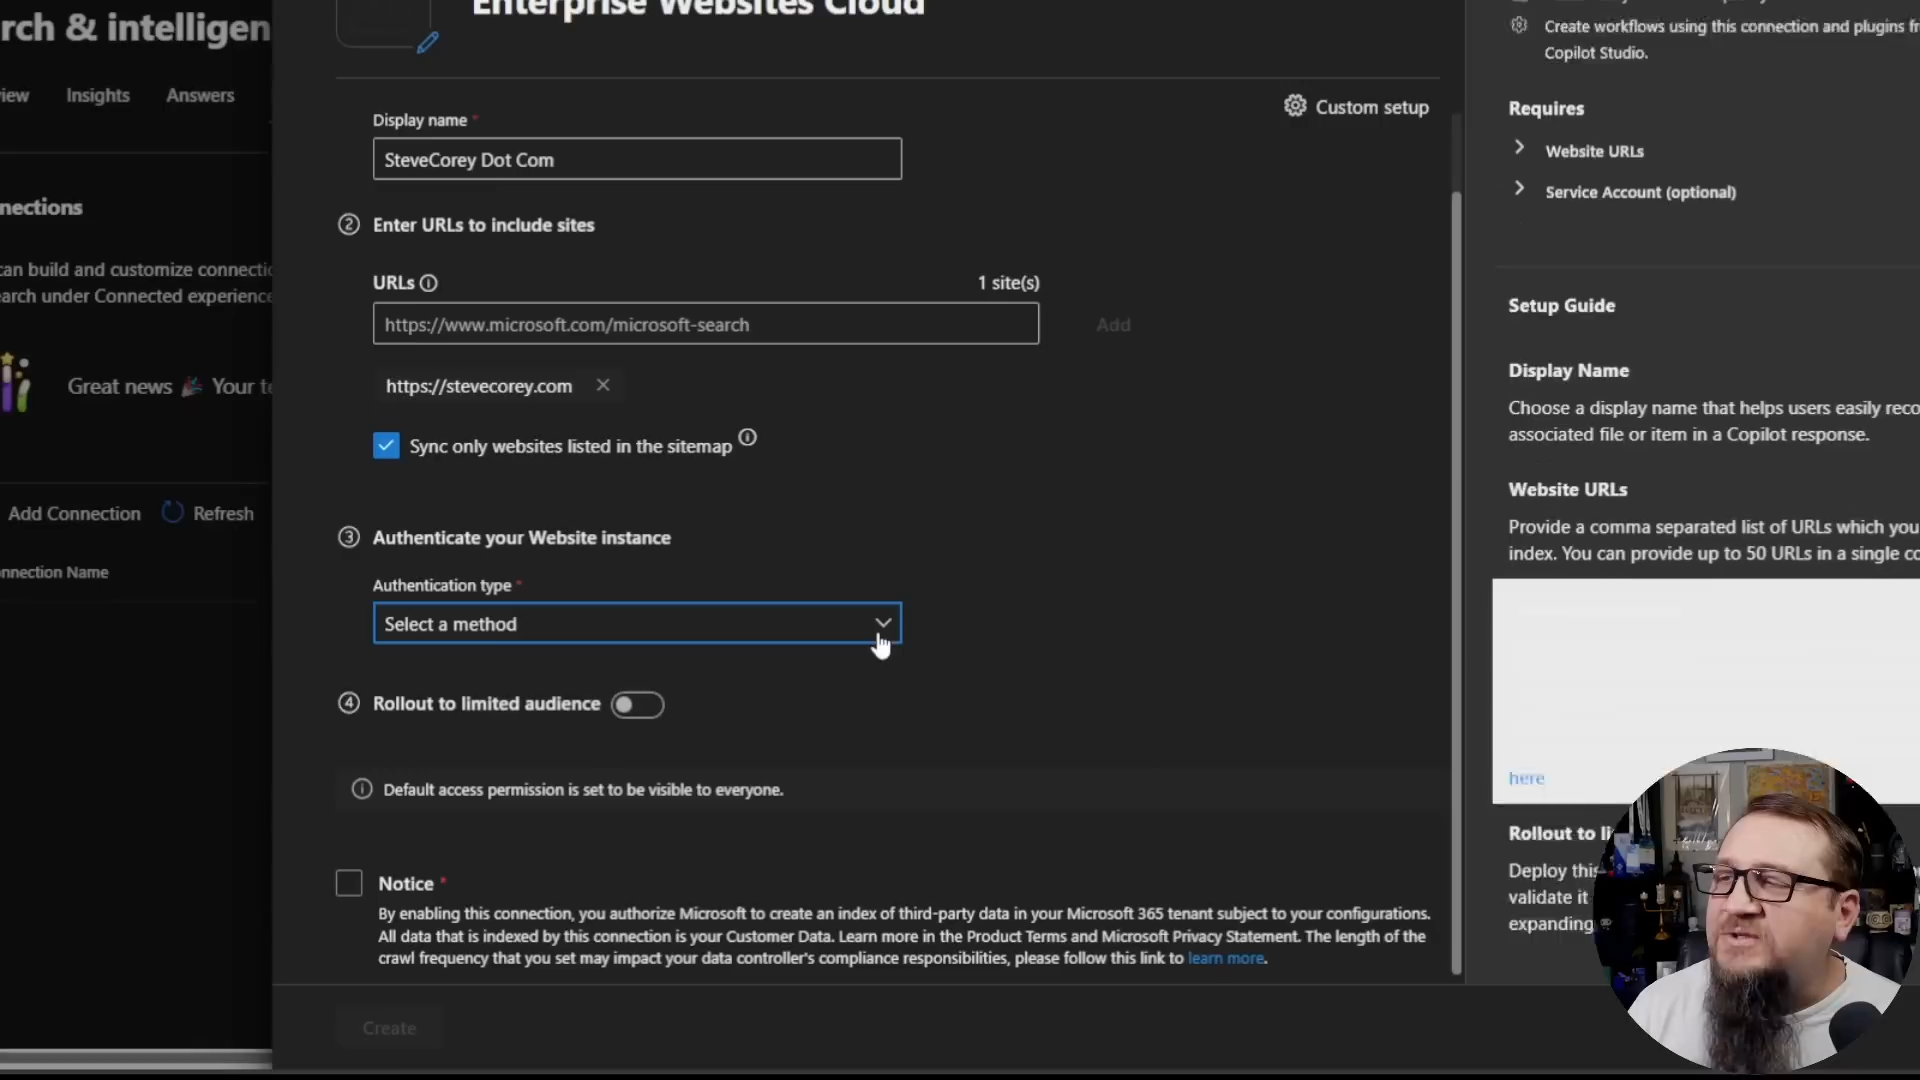 rch & intelligen
Insights
Answers
nections
can build and customize connectic
arch under Connected experience
Great news 🎉 Your te
Add Connection
Refresh
nnection Name
Enterprise Websites Cloud
Custom setup
Display name *
SteveCorey Dot Com
② Enter URLs to include sites
URLs
1 site(s)
https://www.microsoft.com/microsoft-search
Add
https://stevecorey.com
Sync only websites listed in the sitemap
③ Authenticate your Website instance
Authentication type *
Select a method
④ Rollout to limited audience
Default access permission is set to be visible to everyone.
Notice *
By enabling this connection, you authorize Microsoft to create an index of third-party data in your Microsoft 365 tenant subject to your configurations.
All data that is indexed by this connection is your Customer Data. Learn more in the Product Terms and Microsoft Privacy Statement. The length of the
crawl frequency that you set may impact your data controller's compliance responsibilities, please follow this link to learn more.
Create
Create workflows using this connection and plugins fr
Copilot Studio.
Requires
Website URLs
Service Account (optional)
Setup Guide
Display Name
Choose a display name that helps users easily reco
associated file or item in a Copilot response.
Website URLs
Provide a comma separated list of URLs which you
index. You can provide up to 50 URLs in a single co
here
Rollout to li
Deploy this
validate it
expanding